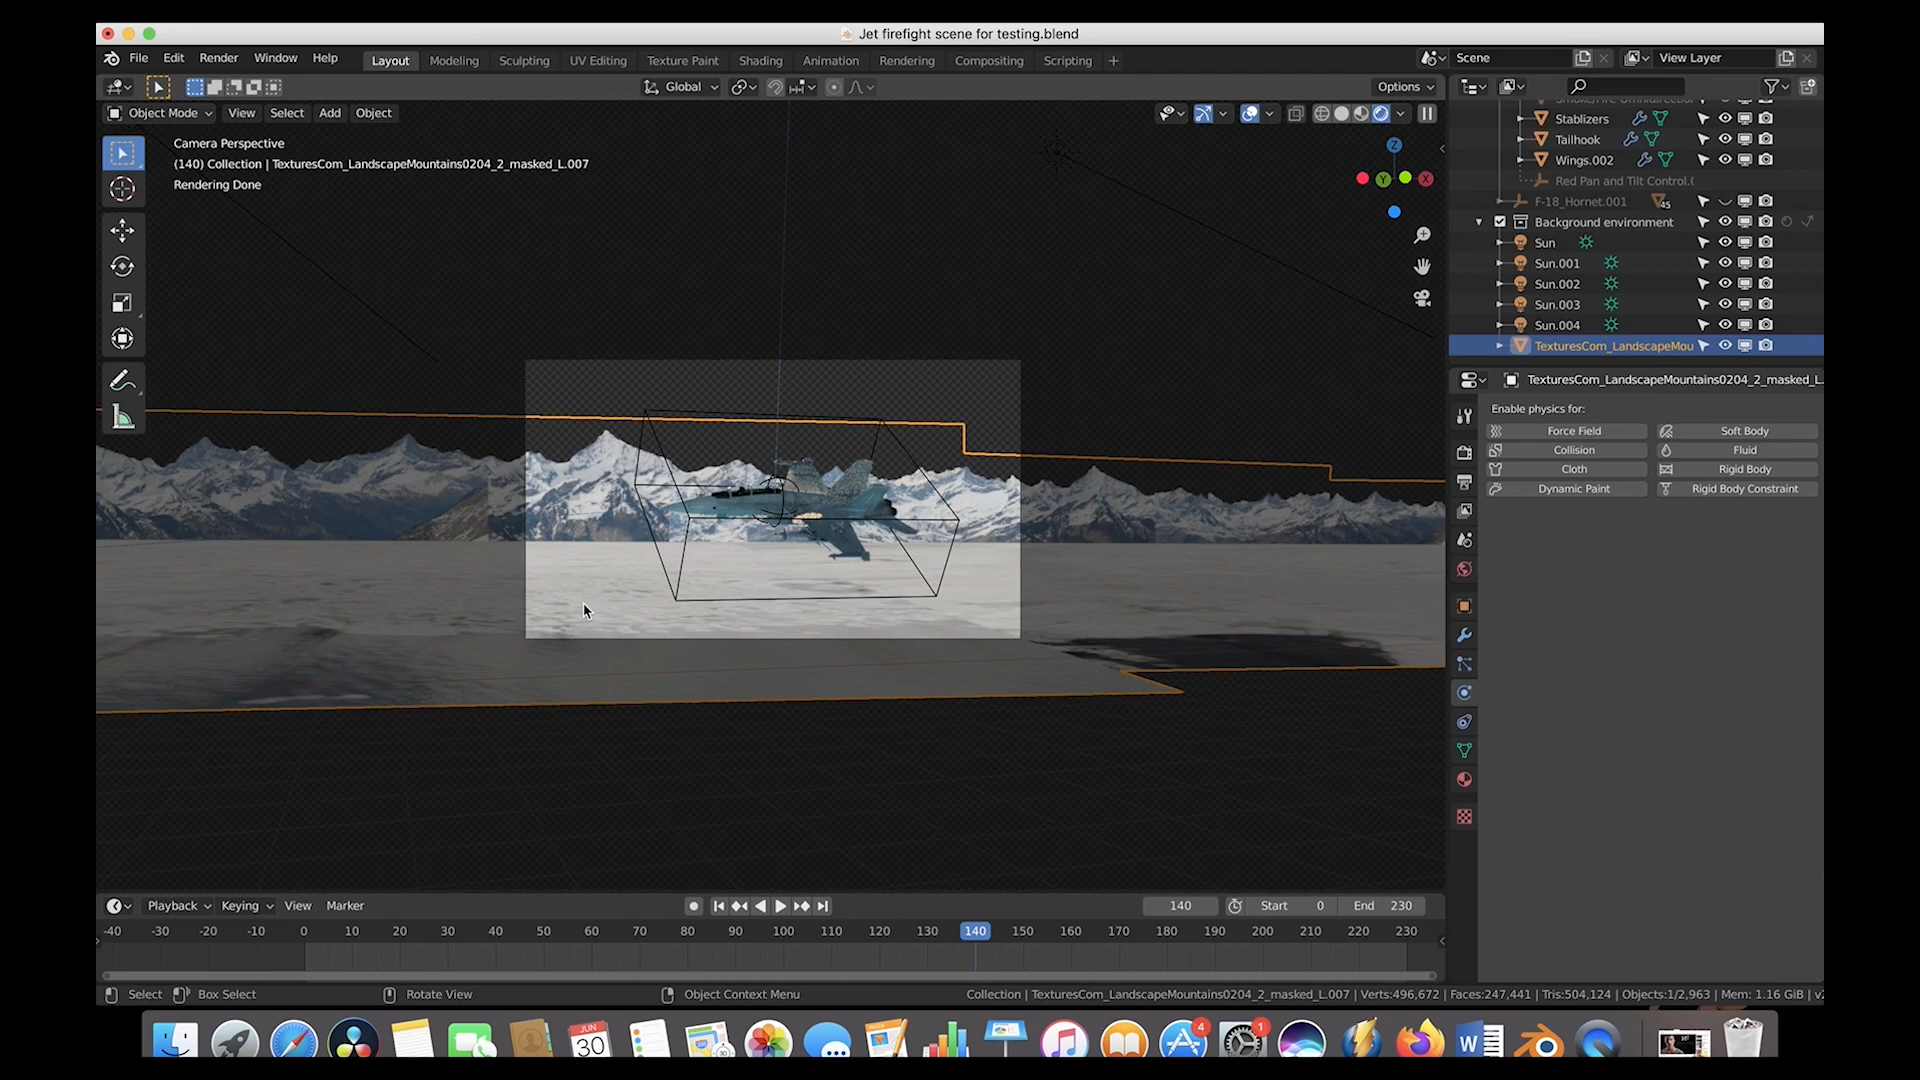 Jet firefight scene for testing.blend
File Edit Render Window Help Layout Modeling Sculpting UV Editing Texture Paint Shading Animation Rendering Compositing Scripting + Scene View Layer
Global Options
Object Mode View Select Add Object
Camera Perspective
(140) Collection | TexturesCom_LandscapeMountains0204_2_masked_L.007
Rendering Done
Z
Y
X
Stablizers
Tailhook
Wings.002
Red Pan and Tilt Control.(
F-18_Hornet.001 45
Background environment
Sun
Sun.001
Sun.002
Sun.003
Sun.004
TexturesCom_LandscapeMou
TexturesCom_LandscapeMountains0204_2_masked_L.
Enable physics for:
Force Field Soft Body
Collision Fluid
Cloth Rigid Body
Dynamic Paint Rigid Body Constraint
Playback Keying View Marker 140 Start 0 End 230
-40 -30 -20 -10 0 10 20 30 40 50 60 70 80 90 100 110 120 130 140 150 160 170 180 190 200 210 220 230
Select Box Select Rotate View Object Context Menu Collection | TexturesCom_LandscapeMountains0204_2_masked_L.007 | Verts:496,672 | Faces:247,441 | Tris:504,124 | Objects:1/2,963 | Mem: 1.16 GiB | v2
JUN
30
4
1
W